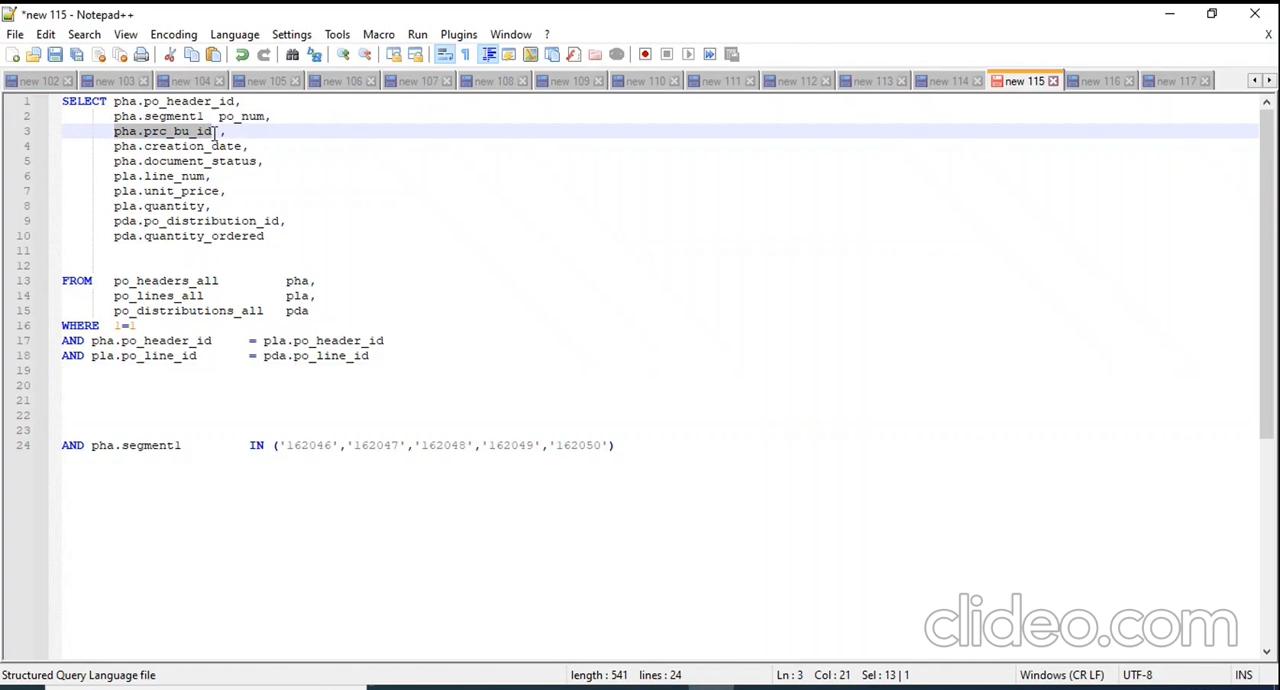 *new 115 - Notepad++
File Edit Search View Encoding Language Settings Tools Macro Run Plugins Window ? X
new 102 new 103 new 104 new 105 new 106 new 107 new 108 new 109 new 110 new 111 new 112 new 113 new 114 new 115 new 116 new 117
1 SELECT pha.po_header_id,
2 pha.segment1 po_num,
3 pha.prc_bu_id ,
4 pha.creation_date,
5 pha.document_status,
6 pla.line_num,
7 pla.unit_price,
8 pla.quantity,
9 pda.po_distribution_id,
10 pda.quantity_ordered
11
12
13 FROM po_headers_all pha,
14 po_lines_all pla,
15 po_distributions_all pda
16 WHERE 1=1
17 AND pha.po_header_id = pla.po_header_id
18 AND pla.po_line_id = pda.po_line_id
19
20
21
22
23
24 AND pha.segment1 IN ('162046','162047','162048','162049','162050')
clideo.com
Structured Query Language file length : 541 lines : 24 Ln : 3 Col : 21 Sel : 13 | 1 Windows (CR LF) UTF-8 INS